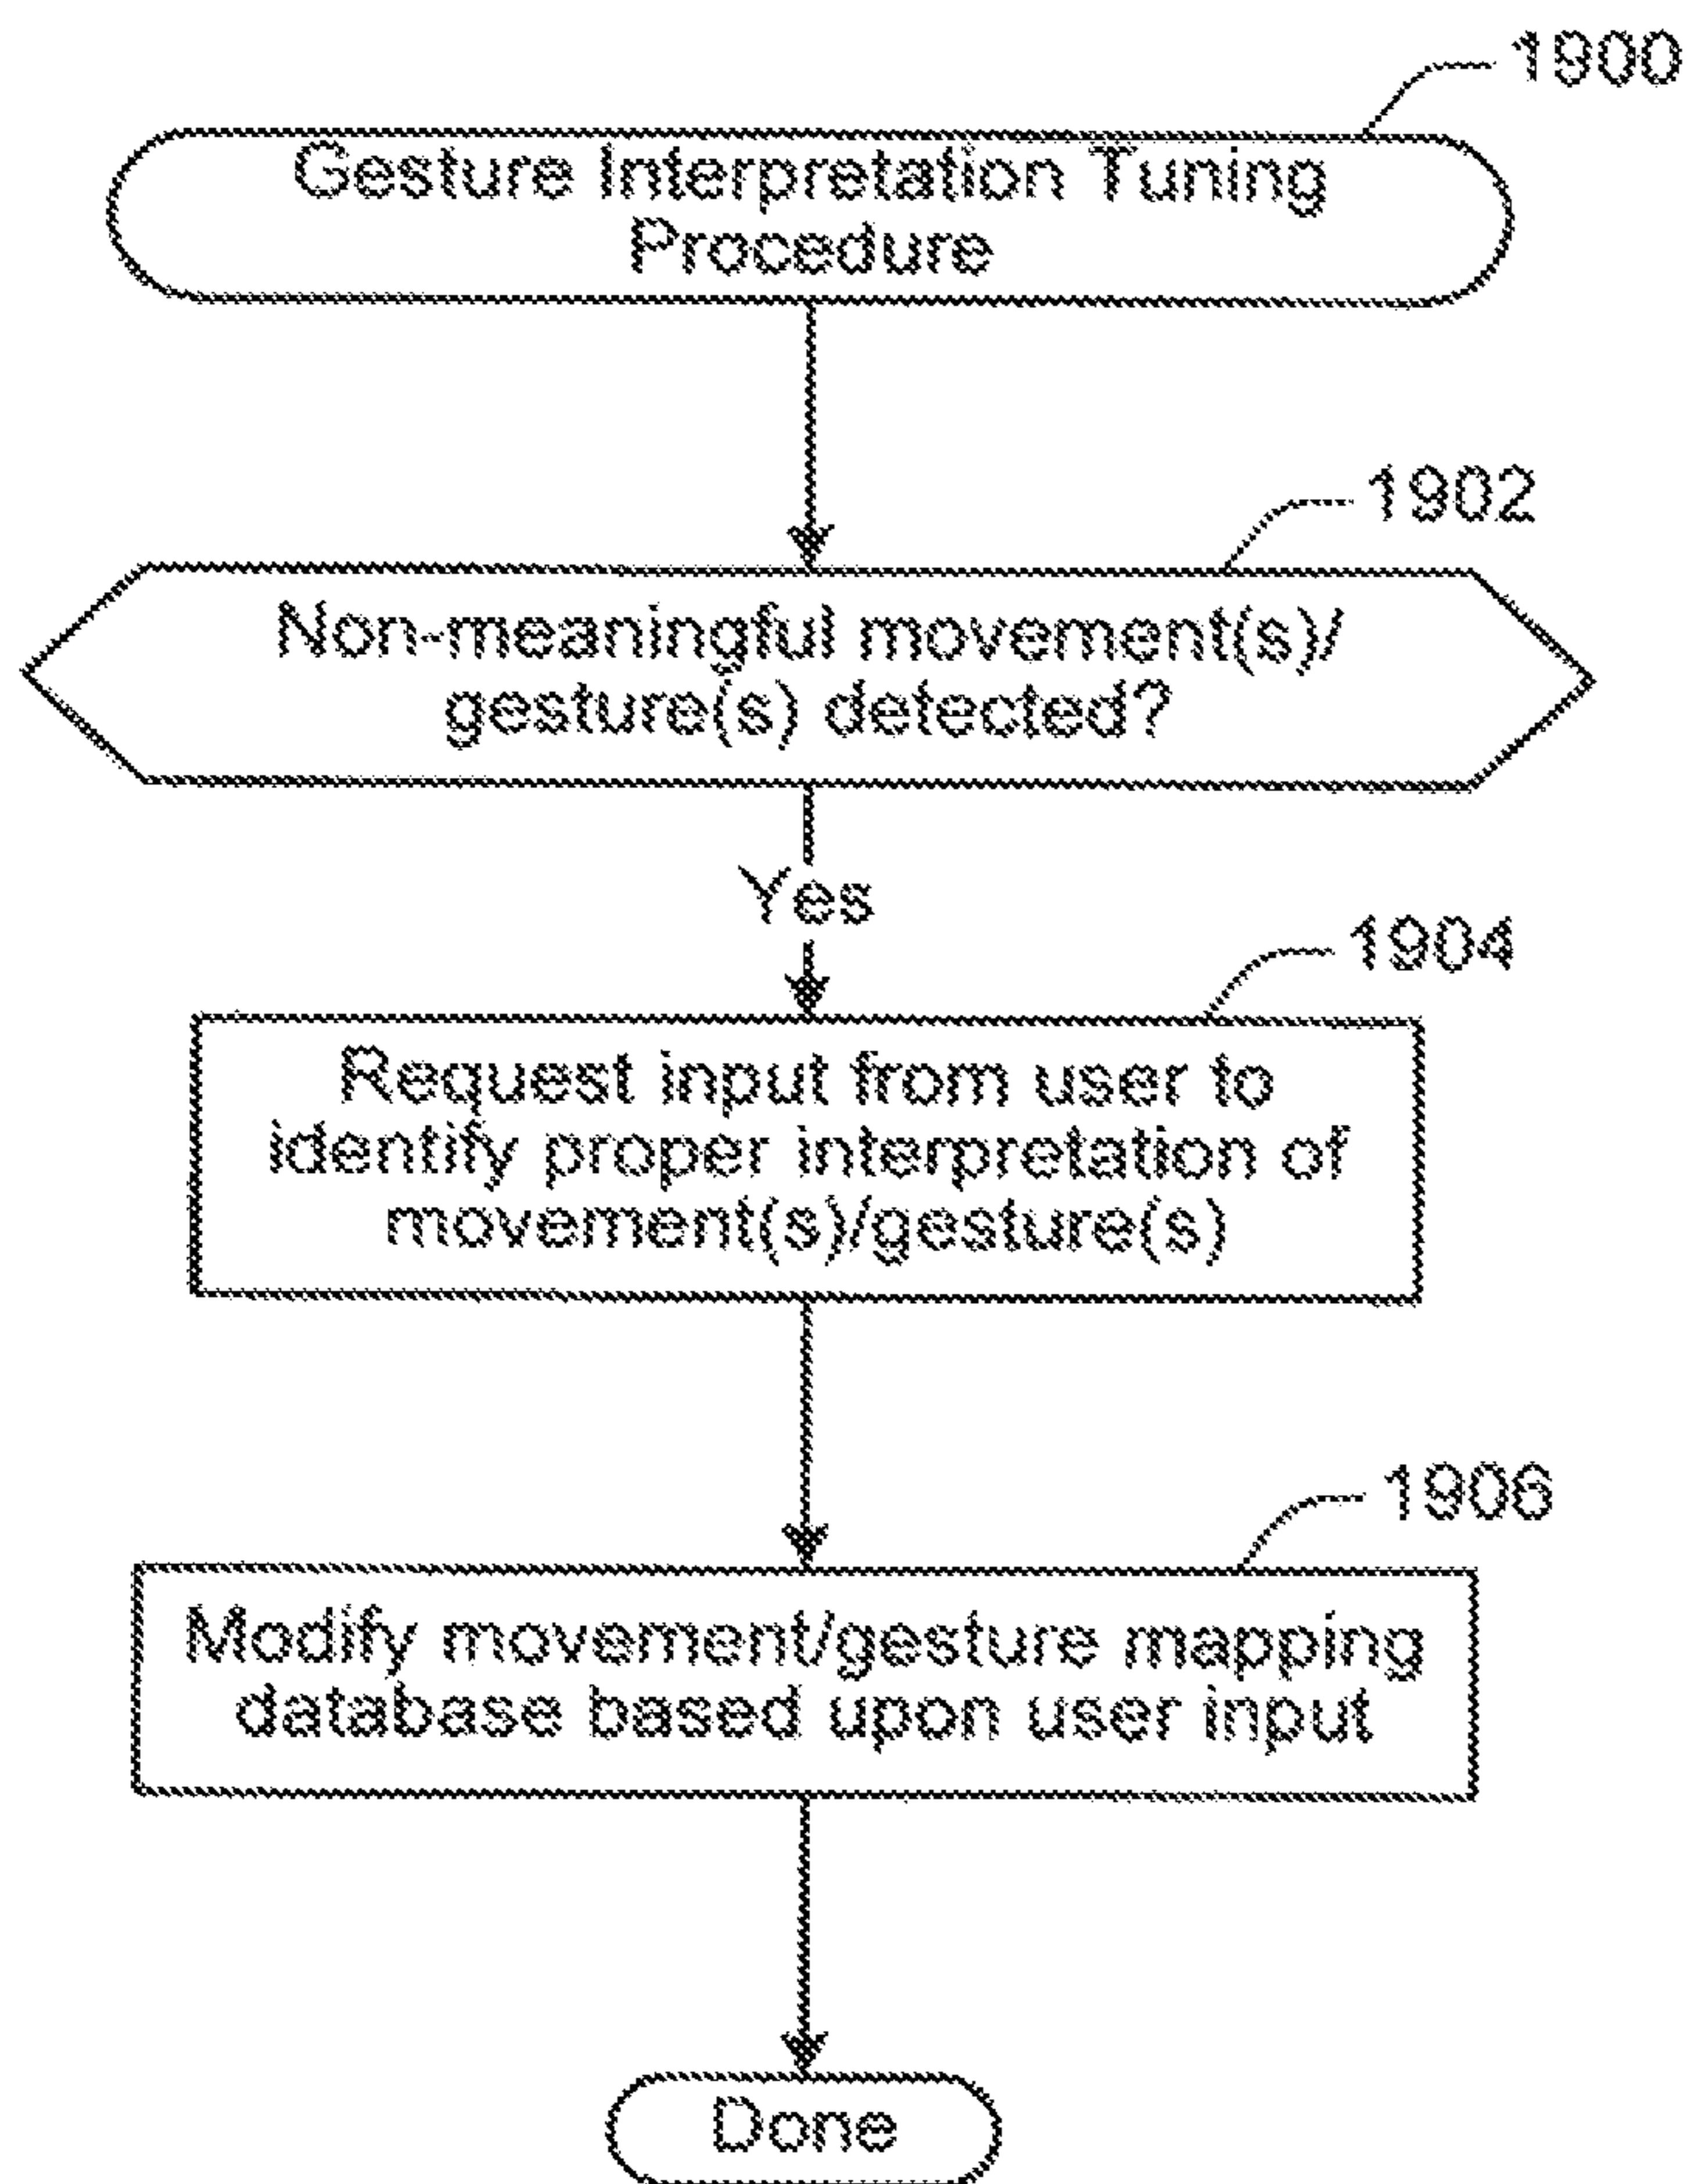 1900
Gesture Interpretation Tuning
Procedure
1902
Non-meaningful movement(s)/
gesture(s) detected?
Yes
1904
Request input from user to
identify proper interpretation of
movement(s)/gesture(s)
1906
Modify movement/gesture mapping
database based upon user input
Done